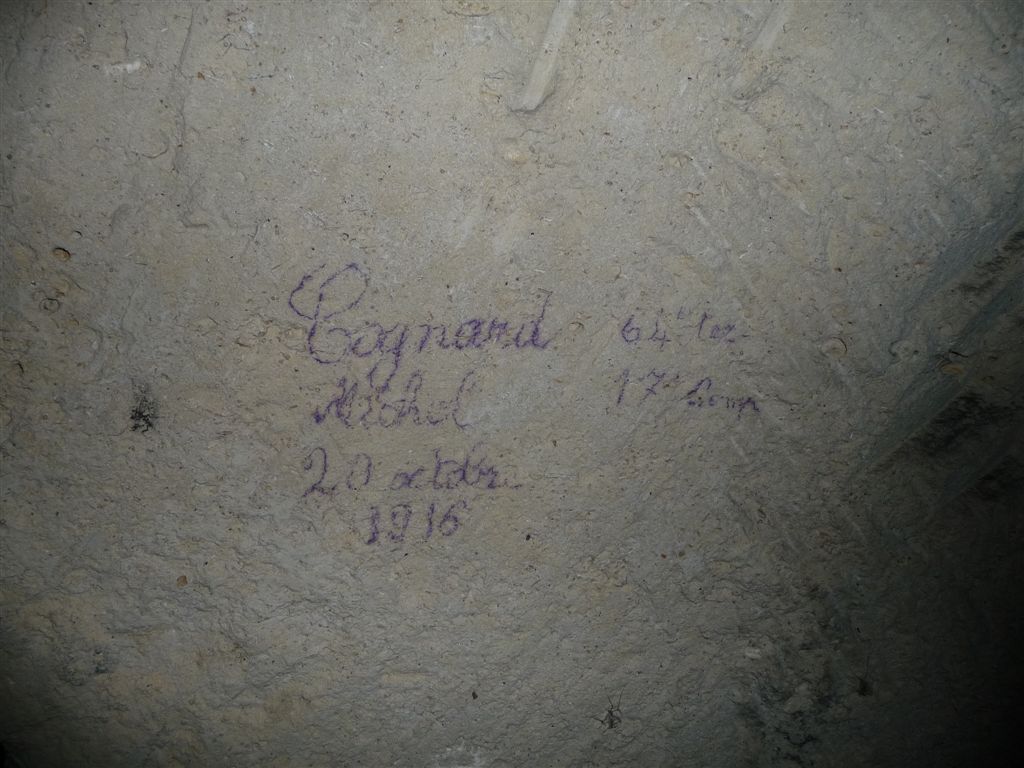 Cognard 64e ter
Michel 17e Comp
20 octobre
1916